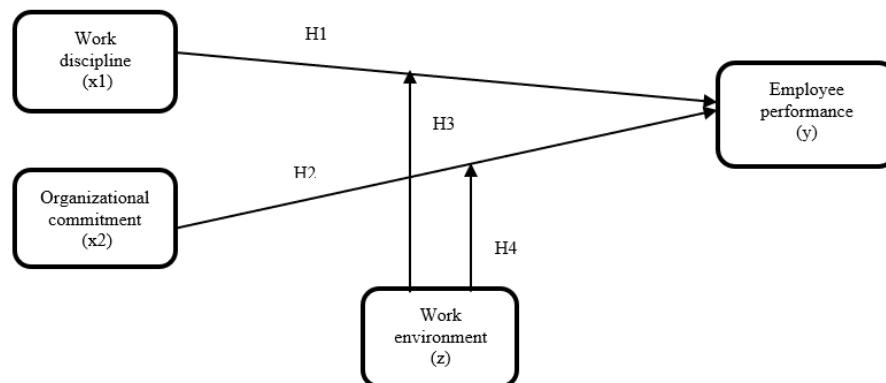 Work
discipline
(x1)
H1
Employee
performance
(y)
H3
Organizational
commitment
(x2)
H2
H4
Work
environment
(z)